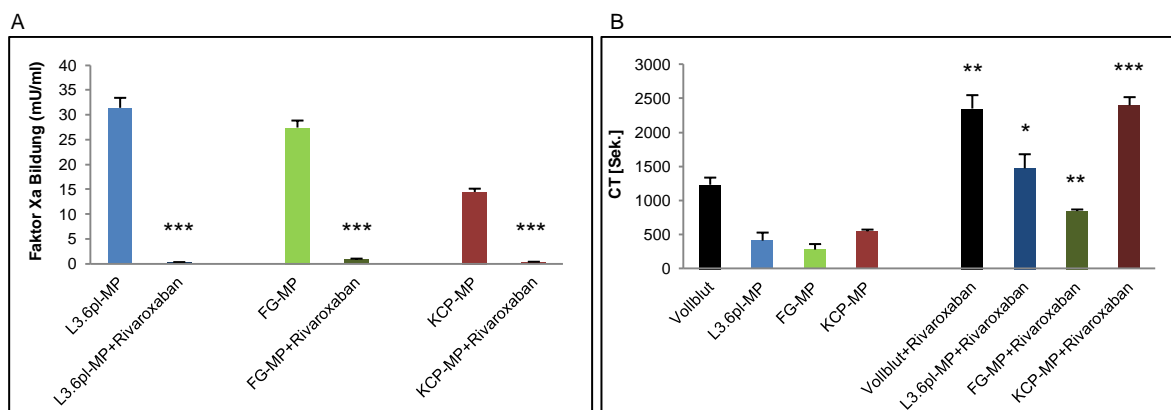 A
Faktor Xa Bildung (mU/ml)
40
35
30
25
20
15
10
5
0
***
***
***
L3.6pl-MP
L3.6pl-MP+Rivaroxaban
FG-MP
FG-MP+Rivaroxaban
KCP-MP
KCP-MP+Rivaroxaban
B
CT [Sek.]
3000
2500
2000
1500
1000
500
0
**
*
**
***
Vollblut
L3.6pl-MP
FG-MP
KCP-MP
Vollblut+Rivaroxaban
L3.6pl-MP+Rivaroxaban
FG-MP+Rivaroxaban
KCP-MP+Rivaroxaban